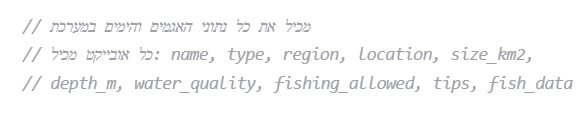 // מכיל את כל נתוני האגמים והימים במערכת
// כל אובייקט מכיל: name, type, region, location, size_km2,
// depth_m, water_quality, fishing_allowed, tips, fish_data